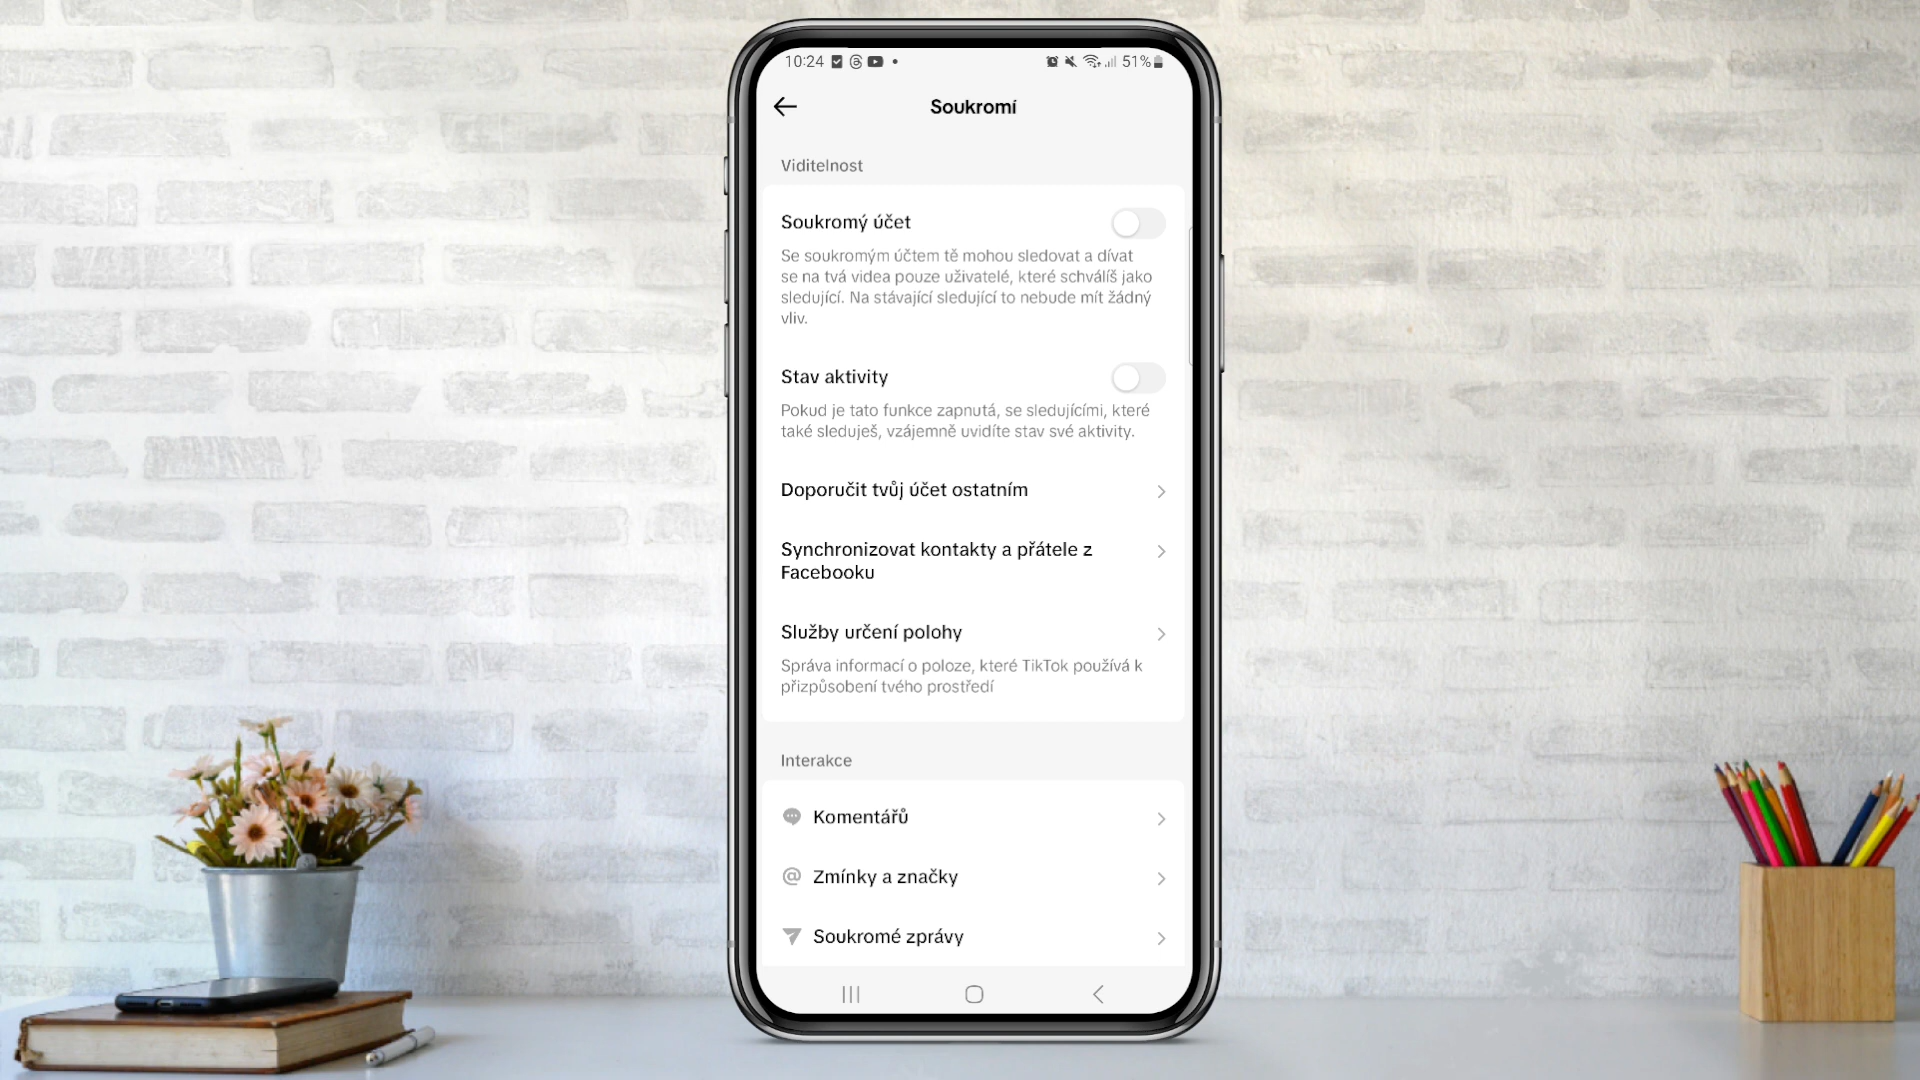 10:24
51%
Soukromí
Viditelnost
Soukromý účet
Se soukromým účtem tě mohou sledovat a dívat
se na tvá videa pouze uživatelé, které schválíš jako
sledující. Na stávající sledující to nebude mít žádný
vliv.
Stav aktivity
Pokud je tato funkce zapnutá, se sledujícími, které
také sleduješ, vzájemně uvidíte stav své aktivity.
Doporučit tvůj účet ostatním
Synchronizovat kontakty a přátele z
Facebooku
Služby určení polohy
Správa informací o poloze, které TikTok používá k
přizpůsobení tvého prostředí
Interakce
Komentářů
Zmínky a značky
Soukromé zprávy